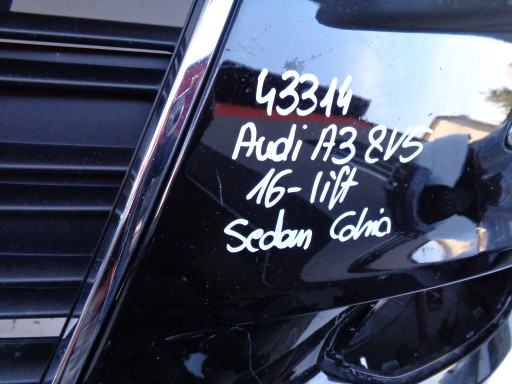 43314
Audi A3 8V5
16-lift
Sedan Cabrio